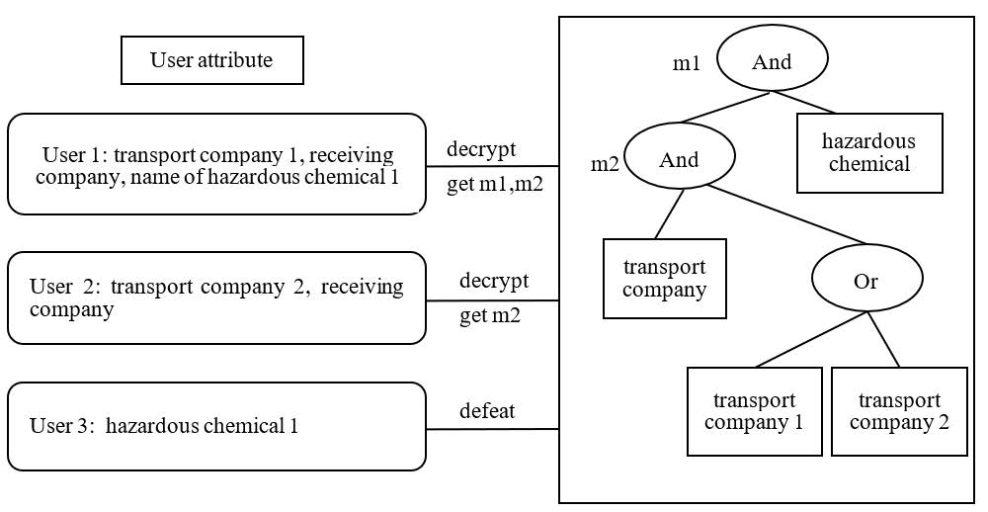 User attribute
User 1: transport company 1, receiving
company, name of hazardous chemical 1
decrypt
get m1,m2
User 2: transport company 2, receiving
company
decrypt
get m2
User 3: hazardous chemical 1
defeat
m1
And
m2
And
hazardous
chemical
transport
company
Or
transport
company 1
transport
company 2